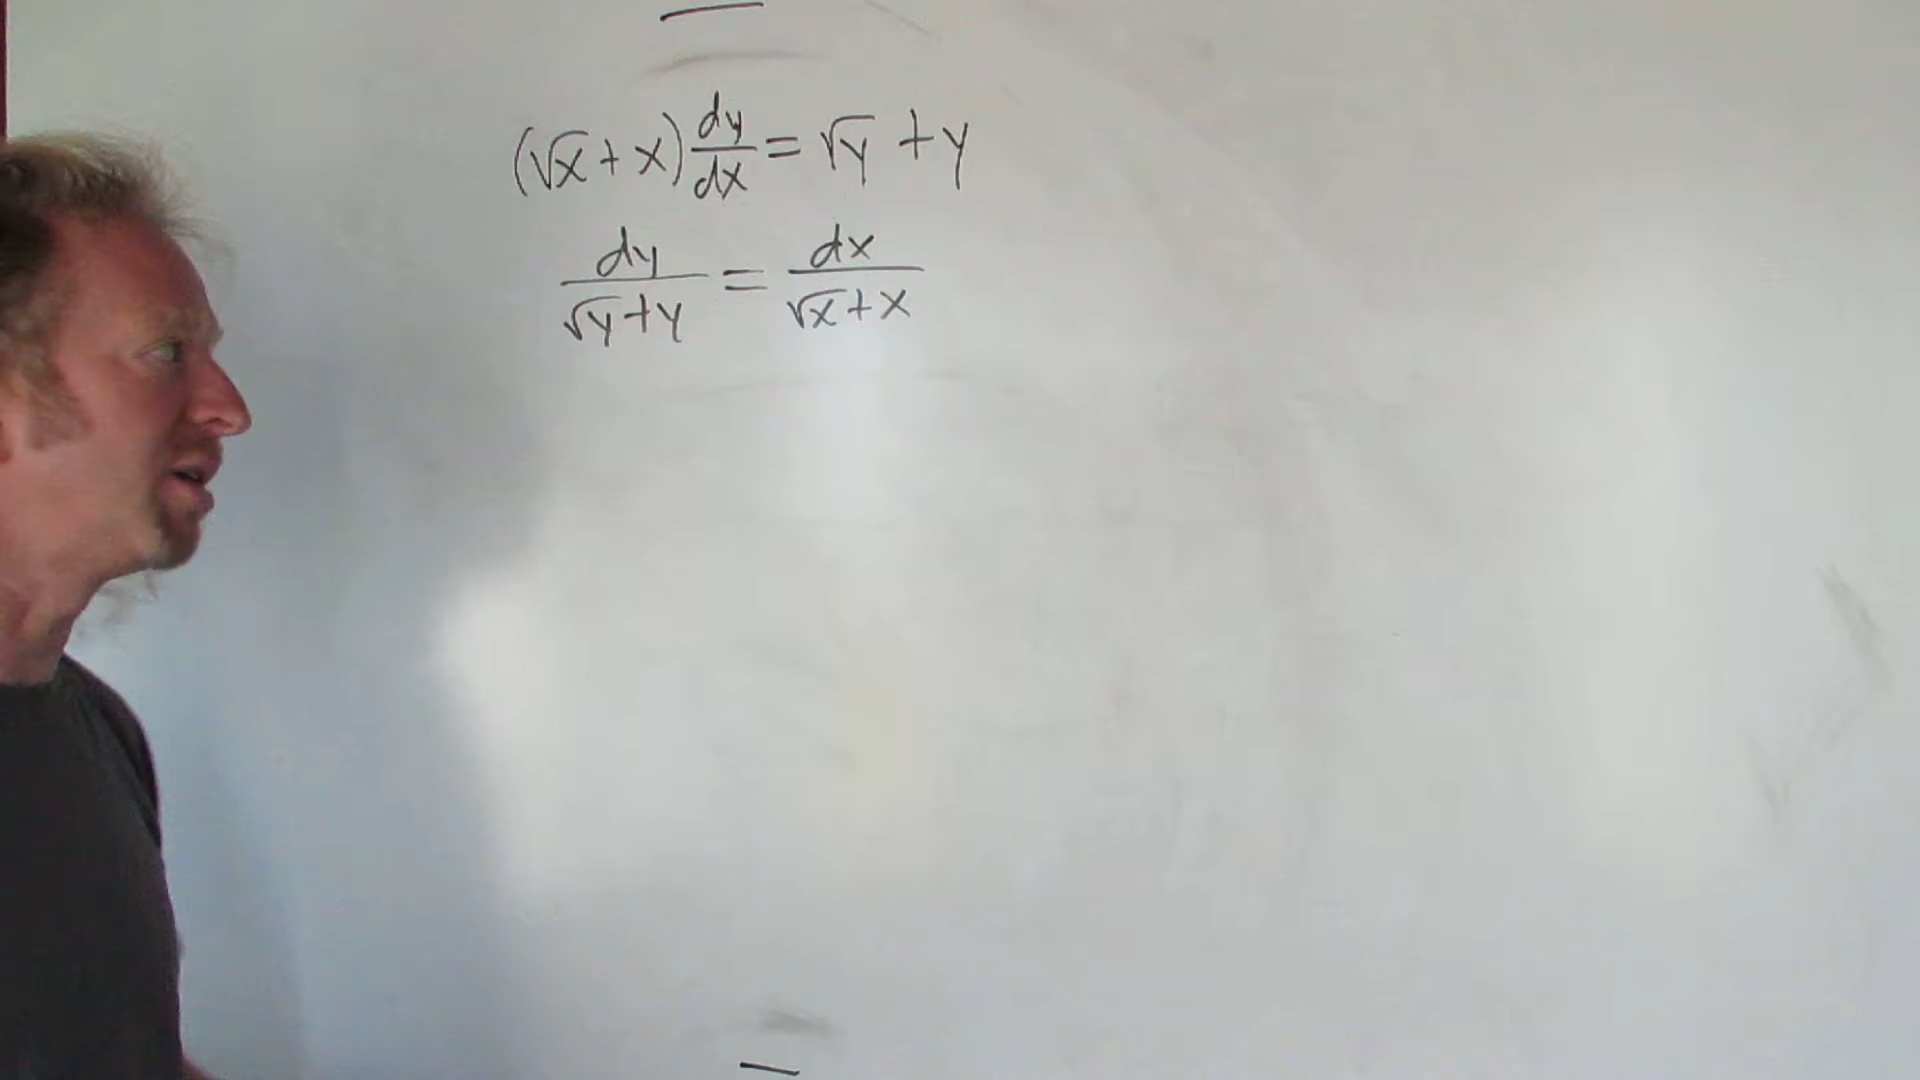 (√x + x) dy/dx = √y + y
dy/(√y + y) = dx/(√x + x)